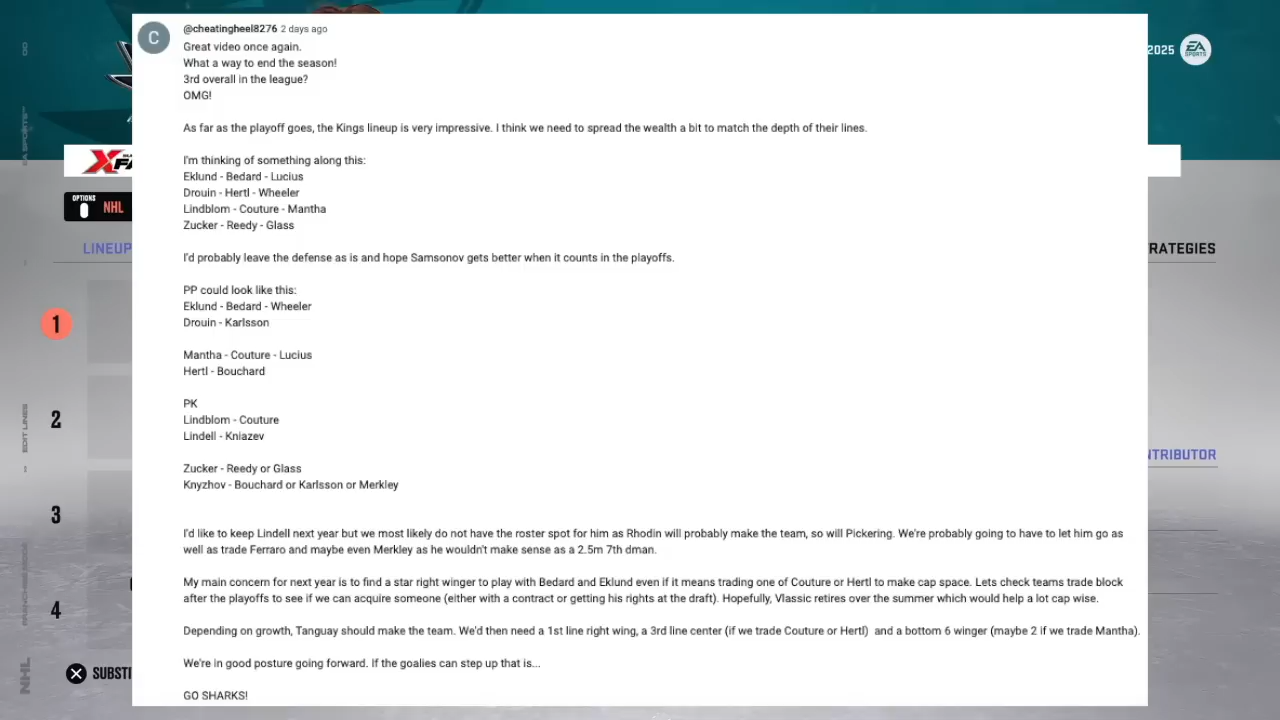 @cheatingheel8276 2 days ago
C
Great video once again.
What a way to end the season!
3rd overall in the league?
OMG!
As far as the playoff goes, the Kings lineup is very impressive. I think we need to spread the wealth a bit to match the depth of their lines.
I'm thinking of something along this:
Eklund - Bedard - Lucius
Drouin - Hertl - Wheeler
Lindblom - Couture - Mantha
Zucker - Reedy - Glass
I'd probably leave the defense as is and hope Samsonov gets better when it counts in the playoffs.
PP could look like this:
Eklund - Bedard - Wheeler
Drouin - Karlsson
Mantha - Couture - Lucius
Hertl - Bouchard
PK
Lindblom - Couture
Lindell - Kniazev
Zucker - Reedy or Glass
Knyzhov - Bouchard or Karlsson or Merkley
I'd like to keep Lindell next year but we most likely do not have the roster spot for him as Rhodin will probably make the team, so will Pickering. We're probably going to have to let him go as
well as trade Ferraro and maybe even Merkley as he wouldn't make sense as a 2.5m 7th dman.
My main concern for next year is to find a star right winger to play with Bedard and Eklund even if it means trading one of Couture or Hertl to make cap space. Lets check teams trade block
after the playoffs to see if we can acquire someone (either with a contract or getting his rights at the draft). Hopefully, Vlassic retires over the summer which would help a lot cap wise.
Depending on growth, Tanguay should make the team. We'd then need a 1st line right wing, a 3rd line center (if we trade Couture or Hertl) and a bottom 6 winger (maybe 2 if we trade Mantha).
We're in good posture going forward. If the goalies can step up that is...
GO SHARKS!
2025
EA SPORTS
XFA
OPTIONS
NHL
LINEUP
RATEGIES
1
2
NTRIBUTOR
3
4
SUBSTI
EDIT LINES
NHL